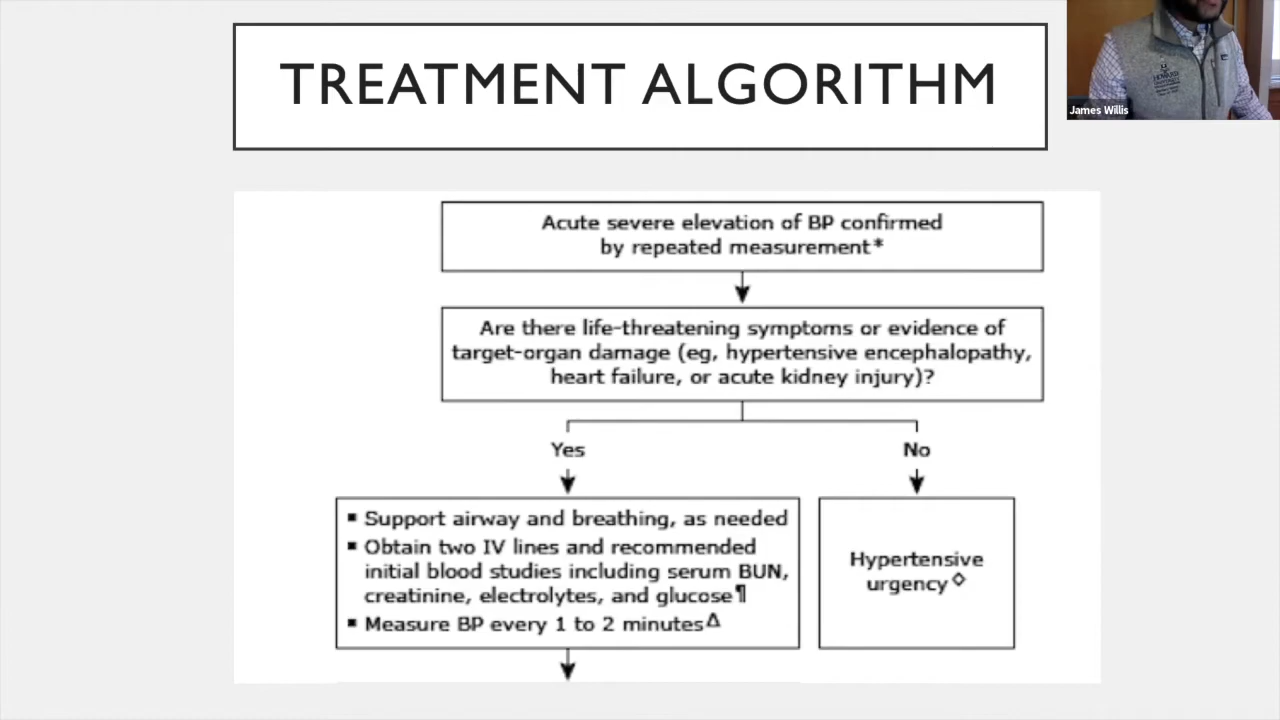 TREATMENT ALGORITHM
James Willis
HOWARD
Acute severe elevation of BP confirmed
by repeated measurement*
Are there life-threatening symptoms or evidence of
target-organ damage (eg, hypertensive encephalopathy,
heart failure, or acute kidney injury)?
Yes
No
▪ Support airway and breathing, as needed
▪ Obtain two IV lines and recommended
initial blood studies including serum BUN,
creatinine, electrolytes, and glucose¶
▪ Measure BP every 1 to 2 minutesΔ
Hypertensive
urgency◇